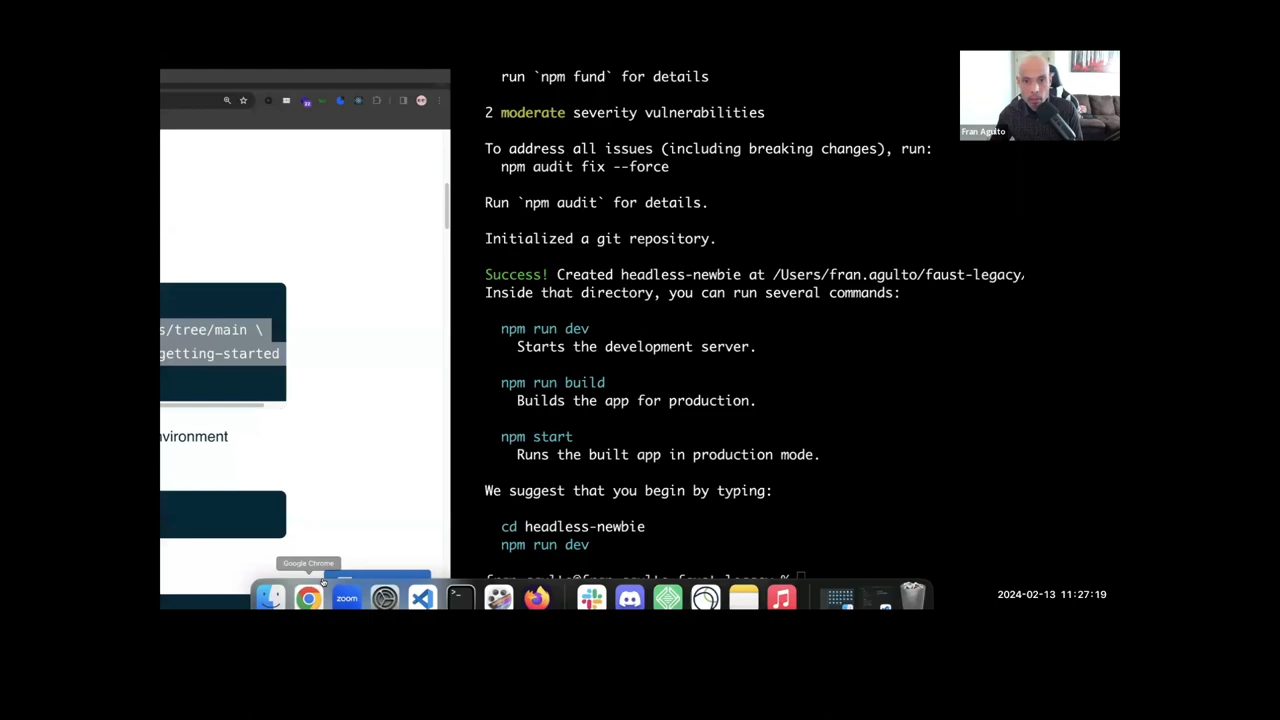 run `npm fund` for details
2 moderate severity vulnerabilities
To address all issues (including breaking changes), run:
npm audit fix --force
Run `npm audit` for details.
Initialized a git repository.
Success! Created headless-newbie at /Users/fran.agulto/faust-legacy/
Inside that directory, you can run several commands:
npm run dev
Starts the development server.
npm run build
Builds the app for production.
npm start
Runs the built app in production mode.
We suggest that you begin by typing:
cd headless-newbie
npm run dev
s/tree/main \
getting-started
nvironment
Google Chrome
zoom
Fran Agulto
2024-02-13 11:27:19